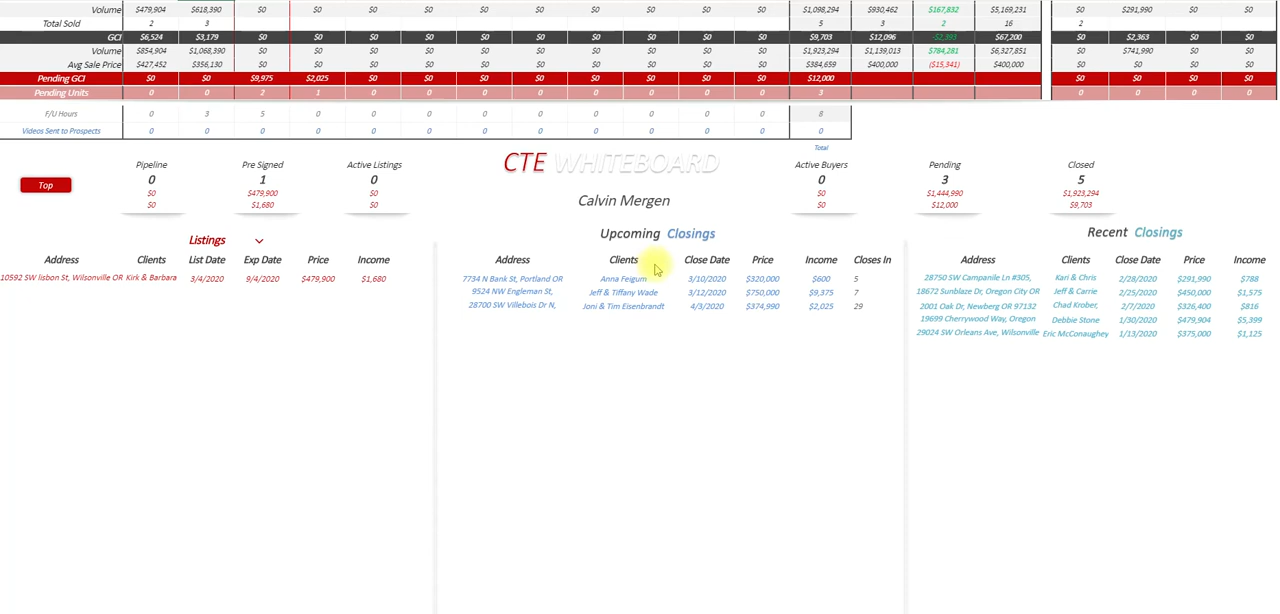 Volume $479,904 $618,390 $0 $0 $0 $0 $0 $0 $0 $0 $0 $0 $1,098,294 $930,462 $167,832 $5,169,231 $0 $291,990 $0 $0
Total Sold 2 3 5 3 2 16 2
GCI $6,524 $3,179 $0 $0 $0 $0 $0 $0 $0 $0 $0 $0 $9,703 $12,096 -$2,393 $67,200 $0 $2,363 $0 $0
Volume $854,904 $1,068,390 $0 $0 $0 $0 $0 $0 $0 $0 $0 $0 $1,923,294 $1,139,013 $784,281 $6,327,851 $0 $741,990 $0 $0
Avg Sale Price $427,452 $356,130 $0 $0 $0 $0 $0 $0 $0 $0 $0 $0 $384,659 $400,000 ($15,341) $400,000 $0 $0 $0 $0
Pending GCI $0 $0 $9,975 $2,025 $0 $0 $0 $0 $0 $0 $0 $0 $12,000 $0 $0 $0 $0
Pending Units 0 0 2 1 0 0 0 0 0 0 0 0 3 0 0 0 0
F/U Hours 0 3 5 0 0 0 0 0 0 0 0 0 8
Videos Sent to Prospects 0 0 0 0 0 0 0 0 0 0 0 0 0
Total
Top
Pipeline Pre Signed Active Listings CTE WHITEBOARD Active Buyers Pending Closed
0 1 0 0 3 5
$0 $479,900 $0 $0 $1,444,990 $1,923,294
$0 $1,680 $0 $0 $12,000 $9,703
Calvin Mergen
Listings
Address Clients List Date Exp Date Price Income
10592 SW lisbon St, Wilsonville OR Kirk & Barbara 3/4/2020 9/4/2020 $479,900 $1,680
Upcoming Closings
Address Clients Close Date Price Income Closes In
7734 N Bank St, Portland OR Anna Feigum 3/10/2020 $320,000 $600 5
9524 NW Engleman St, Jeff & Tiffany Wade 3/12/2020 $750,000 $9,375 7
28700 SW Villebois Dr N, Joni & Tim Eisenbrandt 4/3/2020 $374,990 $2,025 29
Recent Closings
Address Clients Close Date Price Income
28750 SW Campanile Ln #305, Kari & Chris 2/28/2020 $291,990 $788
18672 Sunblaze Dr, Oregon City OR Jeff & Carrie 2/25/2020 $450,000 $1,575
2001 Oak Dr, Newberg OR 97132 Chad Krober, 2/7/2020 $326,400 $816
19699 Cherrywood Way, Oregon Debbie Stone 1/30/2020 $479,904 $5,399
29024 SW Orleans Ave, Wilsonville Eric McConaughey 1/13/2020 $375,000 $1,125